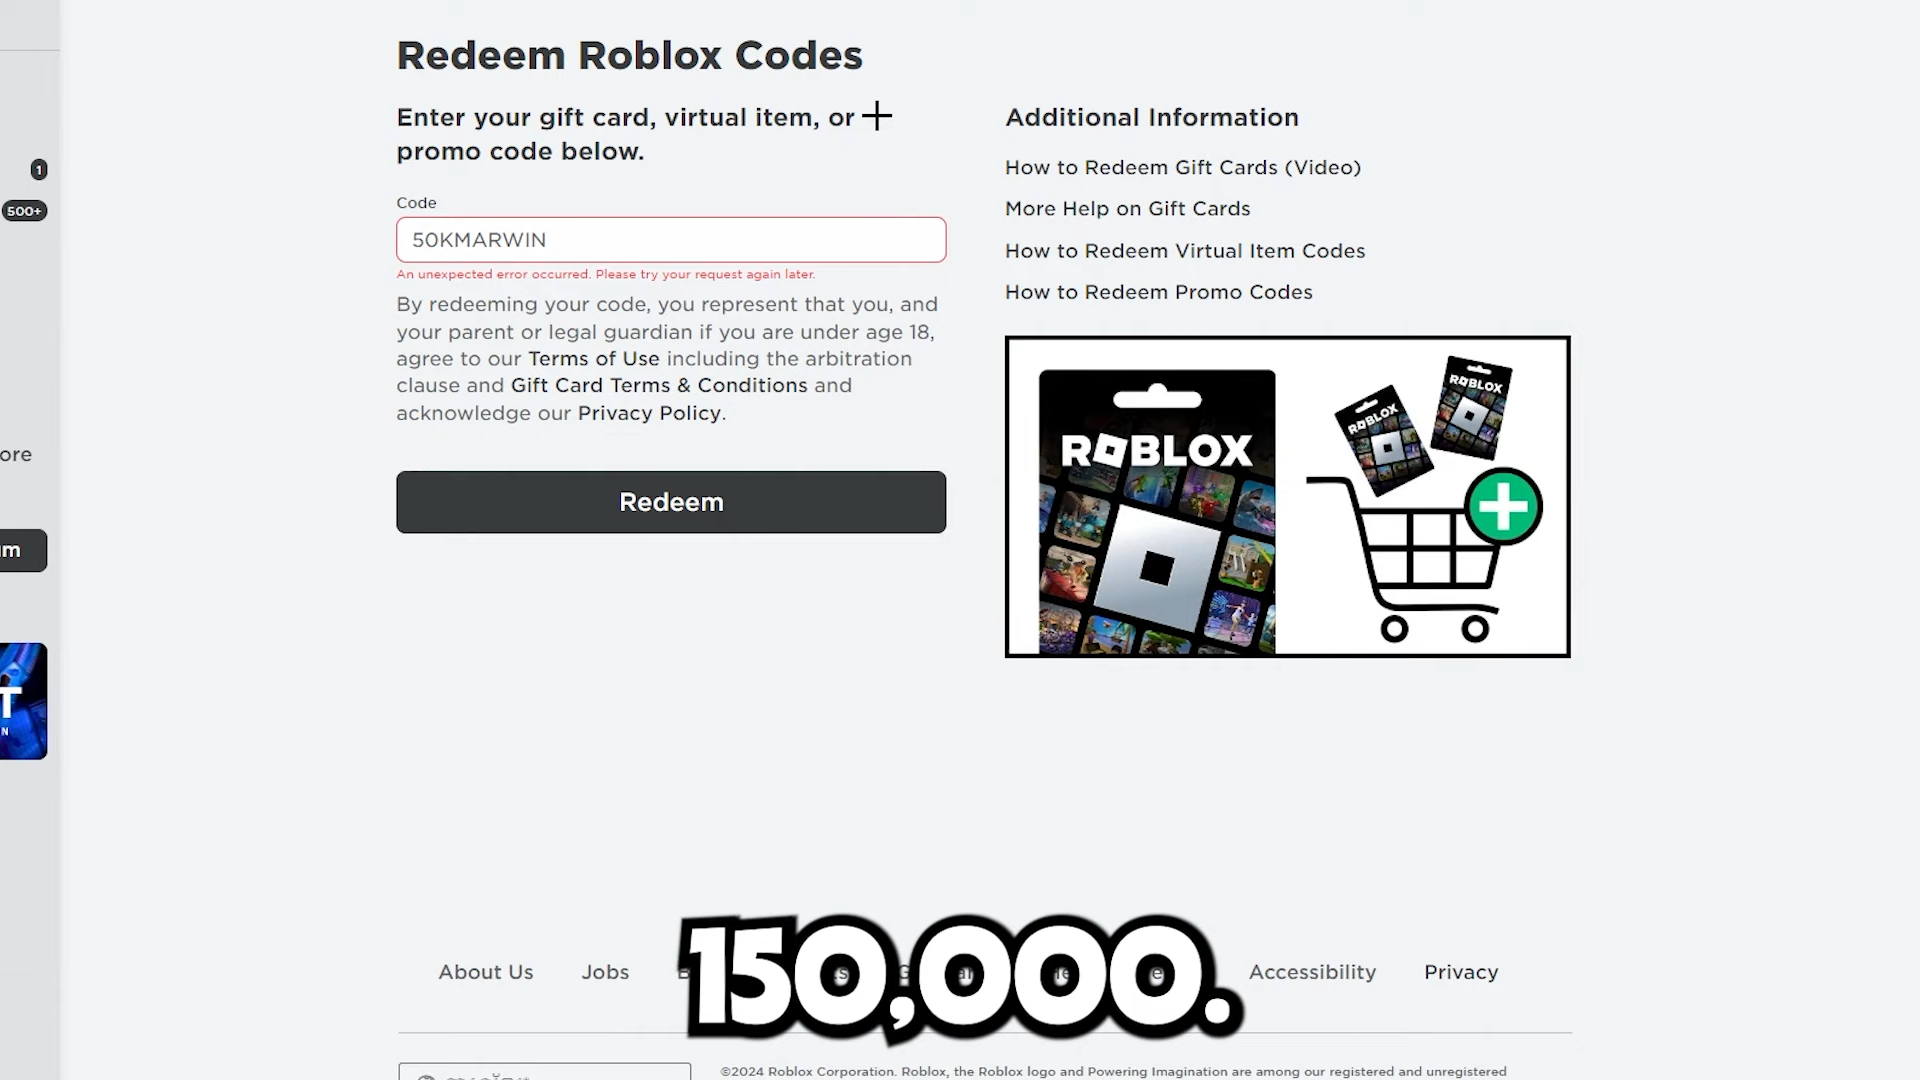 Redeem Roblox Codes
Enter your gift card, virtual item, or
promo code below.
Code
50KMARWIN
An unexpected error occurred. Please try your request again later.
By redeeming your code, you represent that you, and
your parent or legal guardian if you are under age 18,
agree to our Terms of Use including the arbitration
clause and Gift Card Terms & Conditions and
acknowledge our Privacy Policy.
Redeem
Additional Information
How to Redeem Gift Cards (Video)
More Help on Gift Cards
How to Redeem Virtual Item Codes
How to Redeem Promo Codes
ROBLOX
ROBLOX
ROBLOX
1
500+
ore
um
T
N
150,000.
About Us
Jobs
Accessibility
Privacy
©2024 Roblox Corporation. Roblox, the Roblox logo and Powering Imagination are among our registered and unregistered